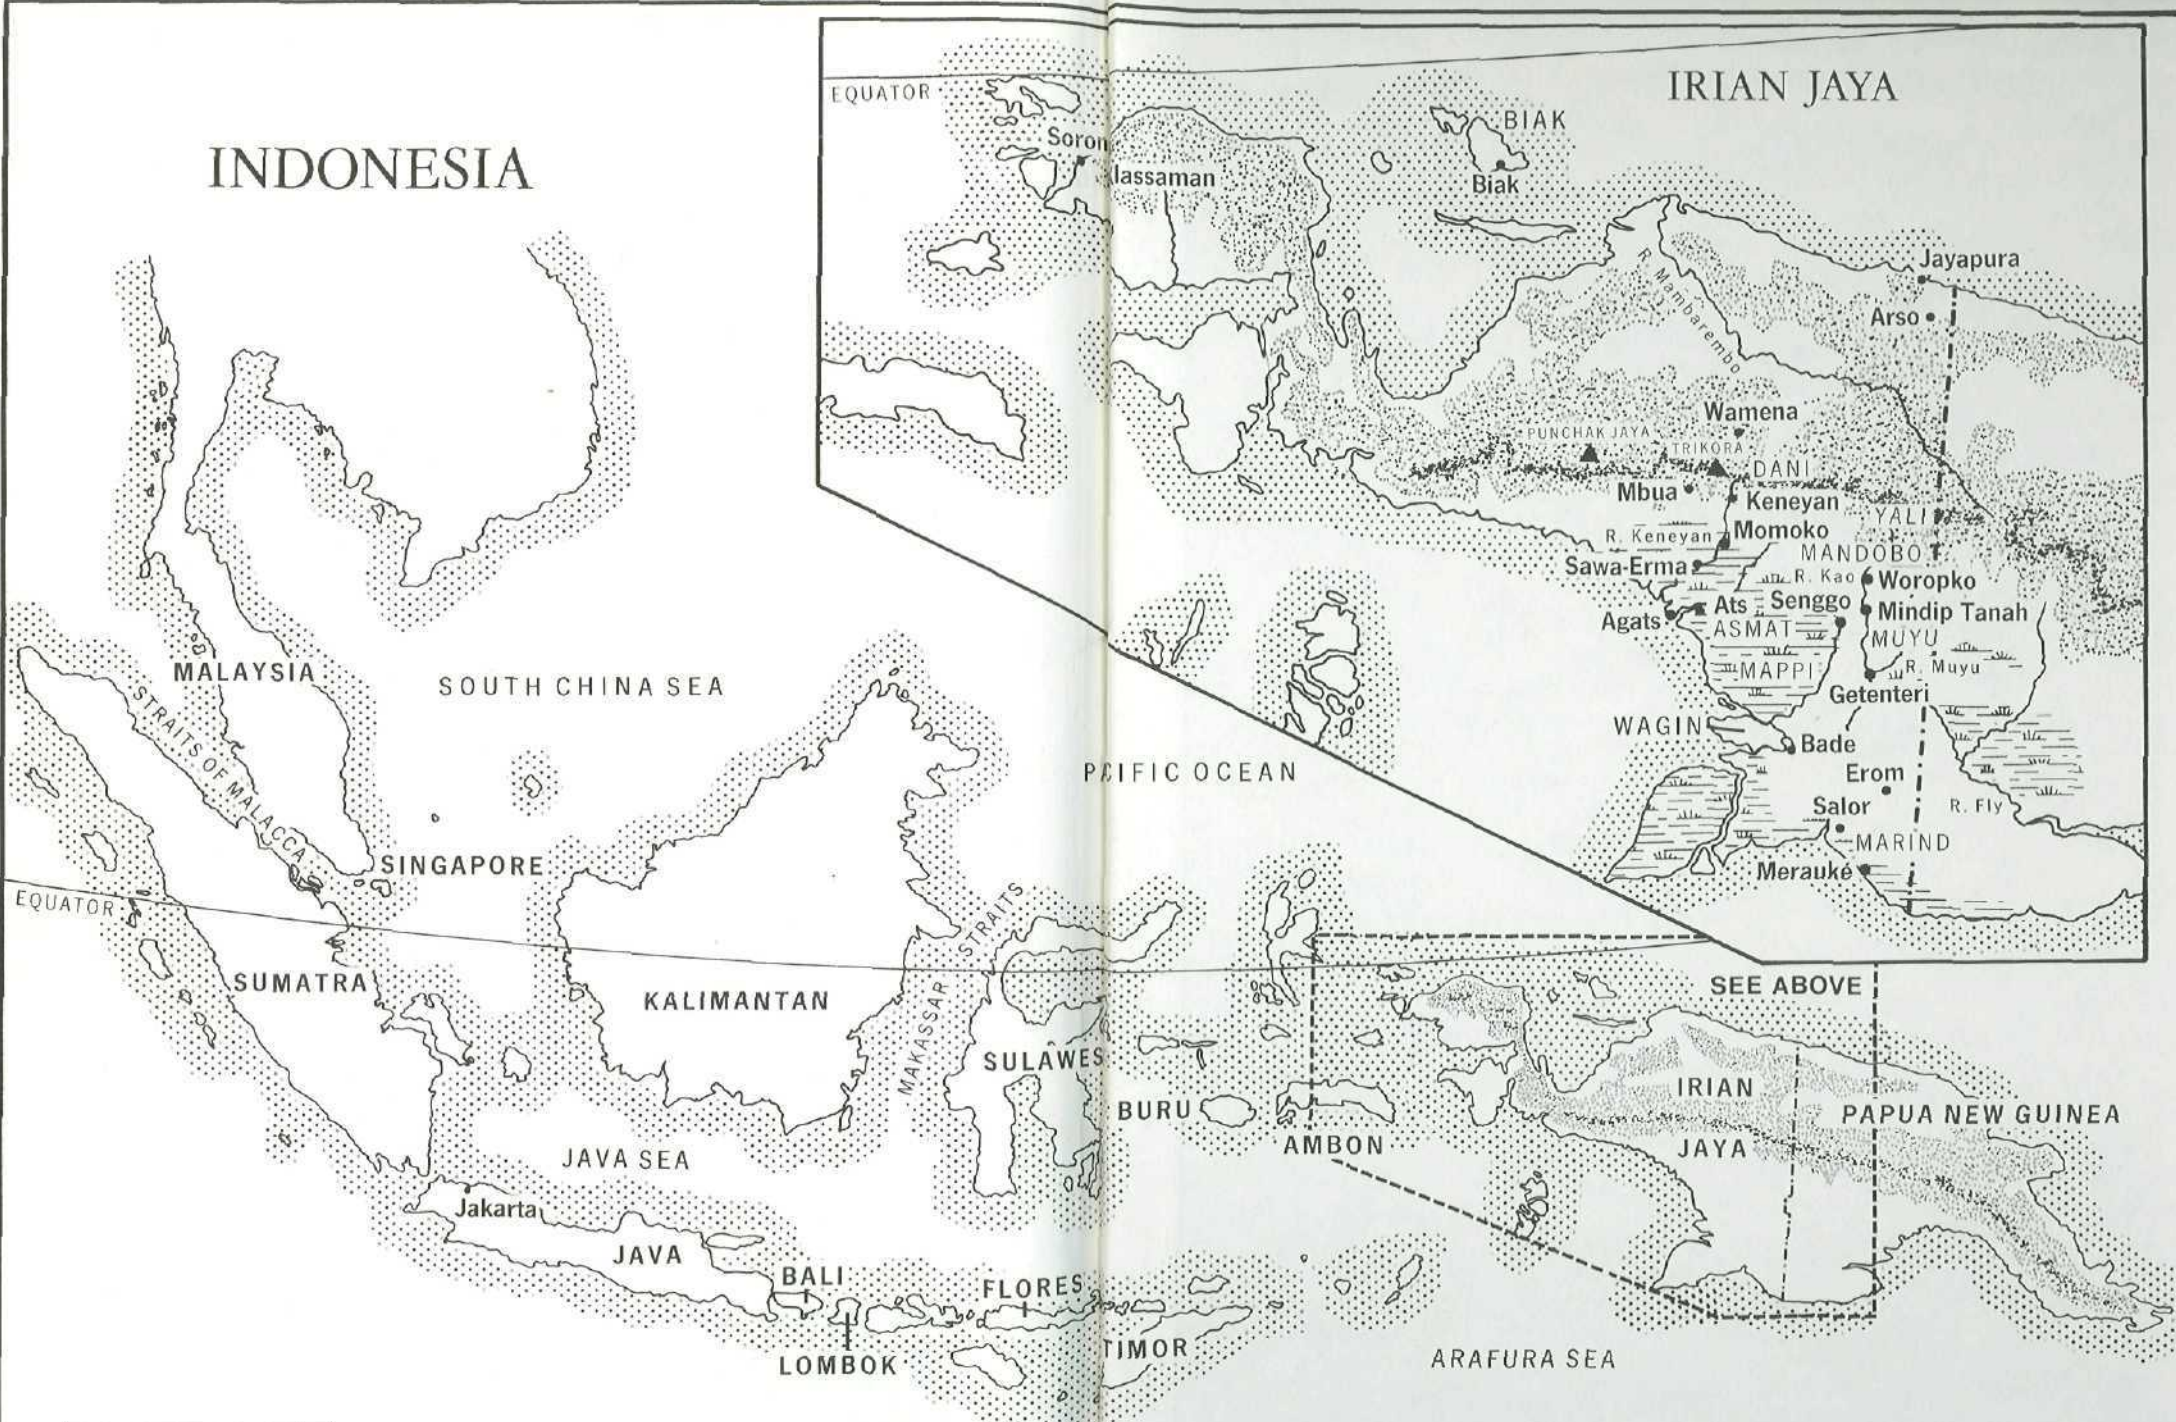 INDONESIA
IRIAN JAYA
EQUATOR
BIAK
Soron
Biak
lassaman
Jayapura
R. Mambarembo
Arso
Wamena
PUNCHAK JAYA
TRIKORA
DANI
Mbua
Keneyan
YALI
R. Keneyan
Momoko
MANDOBO
Sawa-Erma
R. Kao
Woropko
Ats
Senggo
Mindip Tanah
Agats
ASMAT
MUYU
MAPPI
R. Muyu
Getenteri
WAGIN
Bade
Erom
Salor
R. Fly
MARIND
Merauke
MALAYSIA
SOUTH CHINA SEA
STRAITS OF MALACCA
PACIFIC OCEAN
SINGAPORE
EQUATOR
SUMATRA
KALIMANTAN
MAKASSAR STRAITS
SEE ABOVE
SULAWES
IRIAN
JAYA
BURU
PAPUA NEW GUINEA
AMBON
JAVA SEA
Jakarta
JAVA
BALI
FLORES
LOMBOK
TIMOR
ARAFURA SEA